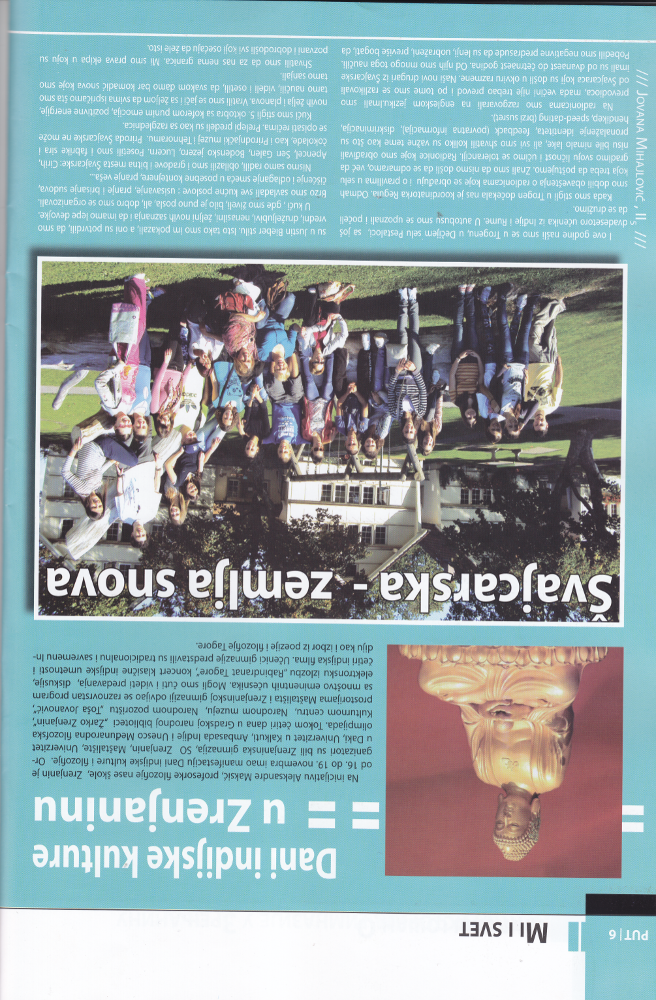 PUT | 6
MI I SVET
Dani indijske kulture
u Zrenjaninu
Na inicijativu Aleksandre Maksić, profesorke filozofije nase škole, Zrenjanin je
od 16. do 19. novembra imao manifestaciju Dani indijske kulture i filozofije. Or-
ganizatori su bili Zrenjaninska gimnazija, SO Zrenjanin, Maštalište, Univerzitet
u Daki, Univerzitet u Kalkuti, Ambasada Indije i Unesco Međunarodna filozofska
olimpijada. Tokom četiri dana u Gradskoj narodnoj biblioteci „Žarko Zrenjanin“,
Kulturnom centru, Narodnom muzeju, Narodnom pozorištu „Toša Jovanović“,
prostorijama Maštališta i Zrenjaninskoj gimnaziji odvijao se raznovrstan program
sa mnoštvo eminentnih učesnika. Mogli smo čuti i videti predavanja, diskusije,
elektronsku izložbu „Rabindranat Tagore“, koncert klasične indijske umetnosti i
četiri indijska filma. Učenici gimnazije predstavili su tradicionalnu i savremenu In-
diju kao i izbor iz poezije i filozofije Tagore.
Švajcarska - zemlja snova
/// JOVANA MIHAJLOVIĆ, II 5 ///
I ove godine našli smo se u Trogenu, u Dečijem selu Pestaloci, sa još
dvadesetoro učenika iz Inđije i Rume. U autobusu smo se upoznali i počeli
da se družimo.
Kada smo stigli u Trogen dočekala nas je koordinatorka Regula. Odmah
smo dobili obaveštenja o radionicama koje se obrađuju i o pravilima u selu
koja treba da poštujemo. Znali smo da nismo došli da se odmaramo, već da
gradimo svoju ličnost i učimo se toleranciji. Radionice koje smo obrađivali
nisu bile nimalo lake, ali svi smo shvatili koliko su važne teme kao što su
pronalaženje identiteta, feedback (povratna informacija), diskriminacija,
hendikep, speed-dating (brzi susret).
Na radionicama smo razgovarali na engleskom jeziku.Imali smo
prevodioca, mada većini nije trebao prevod i po tome smo se razlikovali
od Švajcaraca koji su došli u okviru razmene. Naši novi drugari iz Švajcarske
imali su od dvanaest do četrnaest godina. Od njih smo mnogo toga naučili.
Pobedili smo negativne predrasude da su lenji, uobraženi, previše bogati, da
su u Justin Bieber stilu. Isto tako smo im pokazali, a oni su potvrdili, da smo
vredni, druželjubivi, nenasilni, željni novih saznanja i da imamo lepe devojke.
U kući , gde smo živeli, bilo je puno posla, ali, dobro smo se organizovali.
Brzo smo savladali sve kućne poslove : usisavanje, pranje i brisanje sudova,
čišćenje i odlaganje smeća u posebne kontejnere, pranje veša...
Nismo samo radili, obilazili smo i gradove i bitna mesta Švajcarske: Cirih,
Apencel, Sen Galen, Bodensko jezero, Lucern. Posetili smo i fabrike sira i
čokolade, kao i Prirodnjački muzej i Tehnoramu. Priroda Švajcarske ne može
se opisati rečima. Prelepi predeli su kao sa razglednica.
Kući smo stigli 5. oktobra sa koferom punim emocija, pozitivne energije,
novih želja i planova. Vratili smo se jači i sa željom da svima ispričamo šta smo
tamo naučili, videli i osetili, da svakom damo bar komadić snova koje smo
tamo sanjali.
Shvatili smo da za nas nema granica. Mi smo prava ekipa u koju su
pozvani i dobrodošli svi koji osećaju da žele isto.